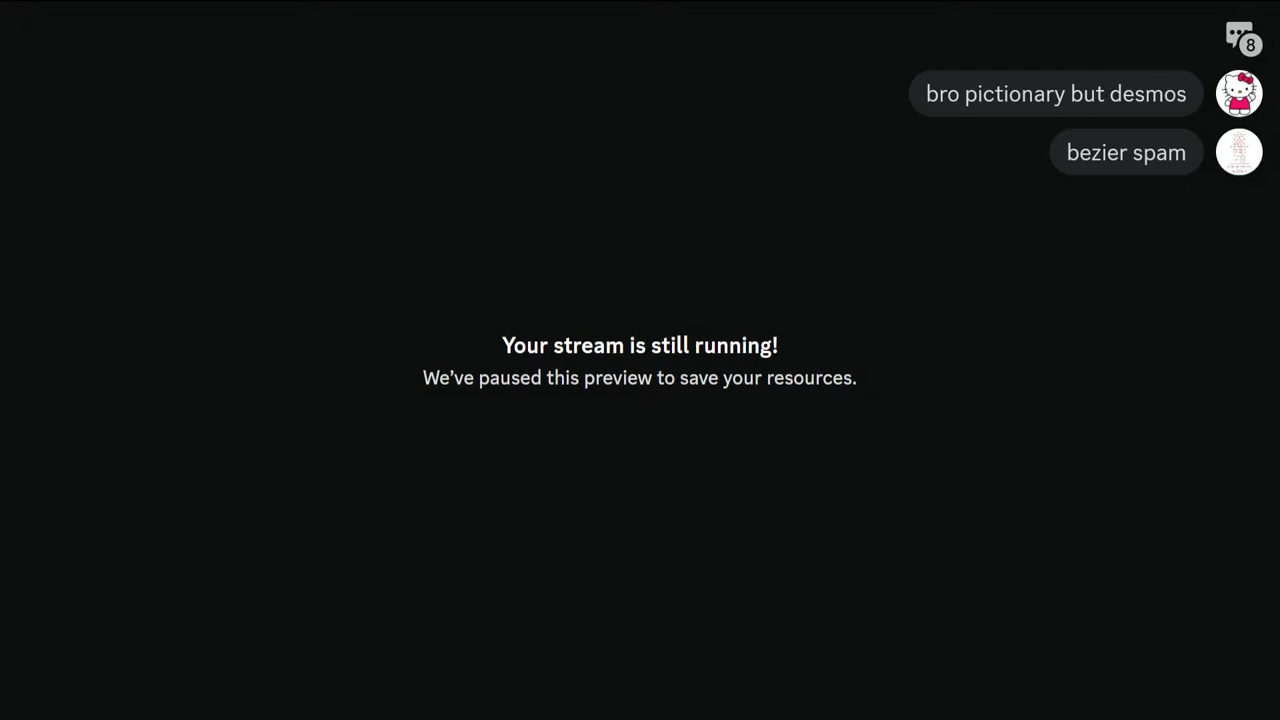 8
bro pictionary but desmos
bezier spam
Your stream is still running!
We’ve paused this preview to save your resources.